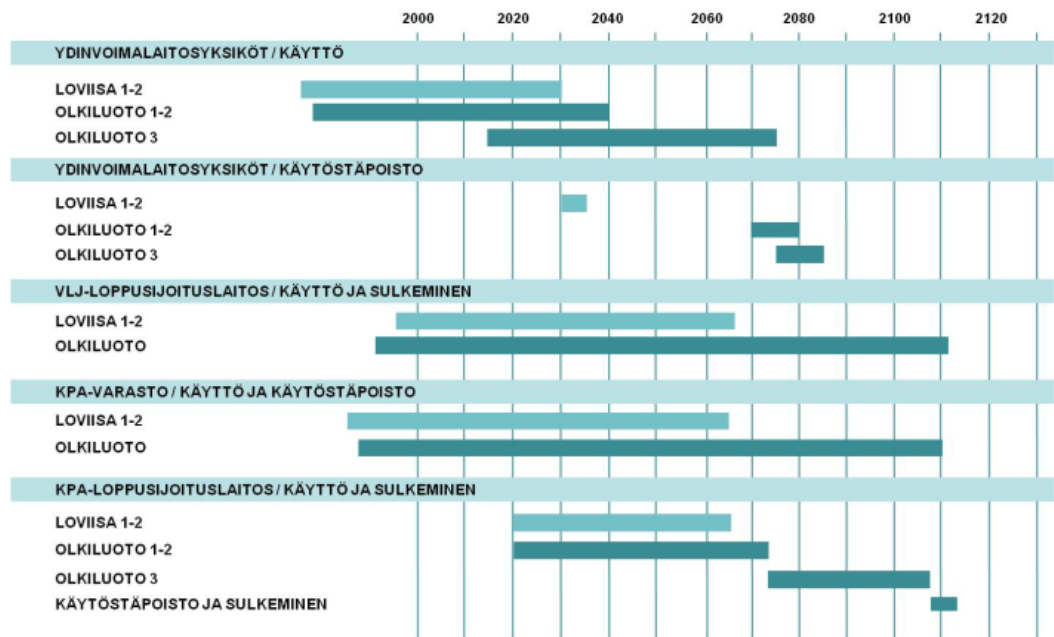 2000 2020 2040 2060 2080 2100 2120
YDINVOIMALAITOSYKSIKÖT / KÄYTTÖ
LOVIISA 1-2
OLKILUOTO 1-2
OLKILUOTO 3
YDINVOIMALAITOSYKSIKÖT / KÄYTÖSTÄPOISTO
LOVIISA 1-2
OLKILUOTO 1-2
OLKILUOTO 3
VLJ-LOPPUSIJOITUSLAITOS / KÄYTTÖ JA SULKEMINEN
LOVIISA 1-2
OLKILUOTO
KPA-VARASTO / KÄYTTÖ JA KÄYTÖSTÄPOISTO
LOVIISA 1-2
OLKILUOTO
KPA-LOPPUSIJOITUSLAITOS / KÄYTTÖ JA SULKEMINEN
LOVIISA 1-2
OLKILUOTO 1-2
OLKILUOTO 3
KÄYTÖSTÄPOISTO JA SULKEMINEN